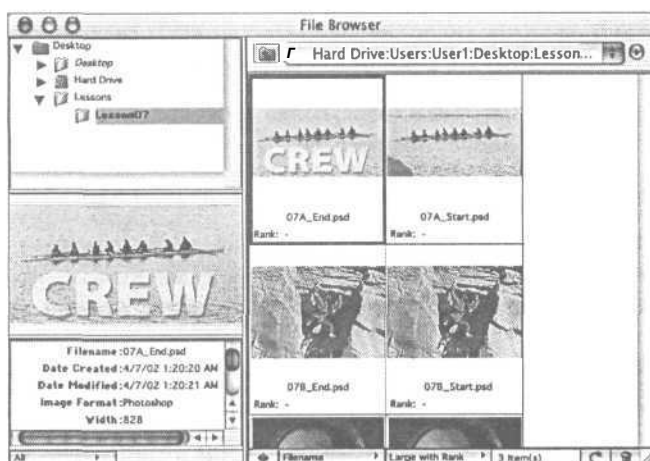 File Browser
Desktop
Desktop
Hard Drive
Lessons
Lesson07
Hard Drive:Users:User1:Desktop:Lesson...
CREW
07A_End.psd
Rank: -
07A_Start.psd
Rank: -
CREW
07B_End.psd
Rank: -
07B_Start.psd
Rank: -
Filename :07A_End.psd
Date Created :4/7/02 1:20:20 AM
Date Modified :4/7/02 1:20:21 AM
Image Format :Photoshop
Width :828
All
Filename
Large with Rank
3 Item(s)